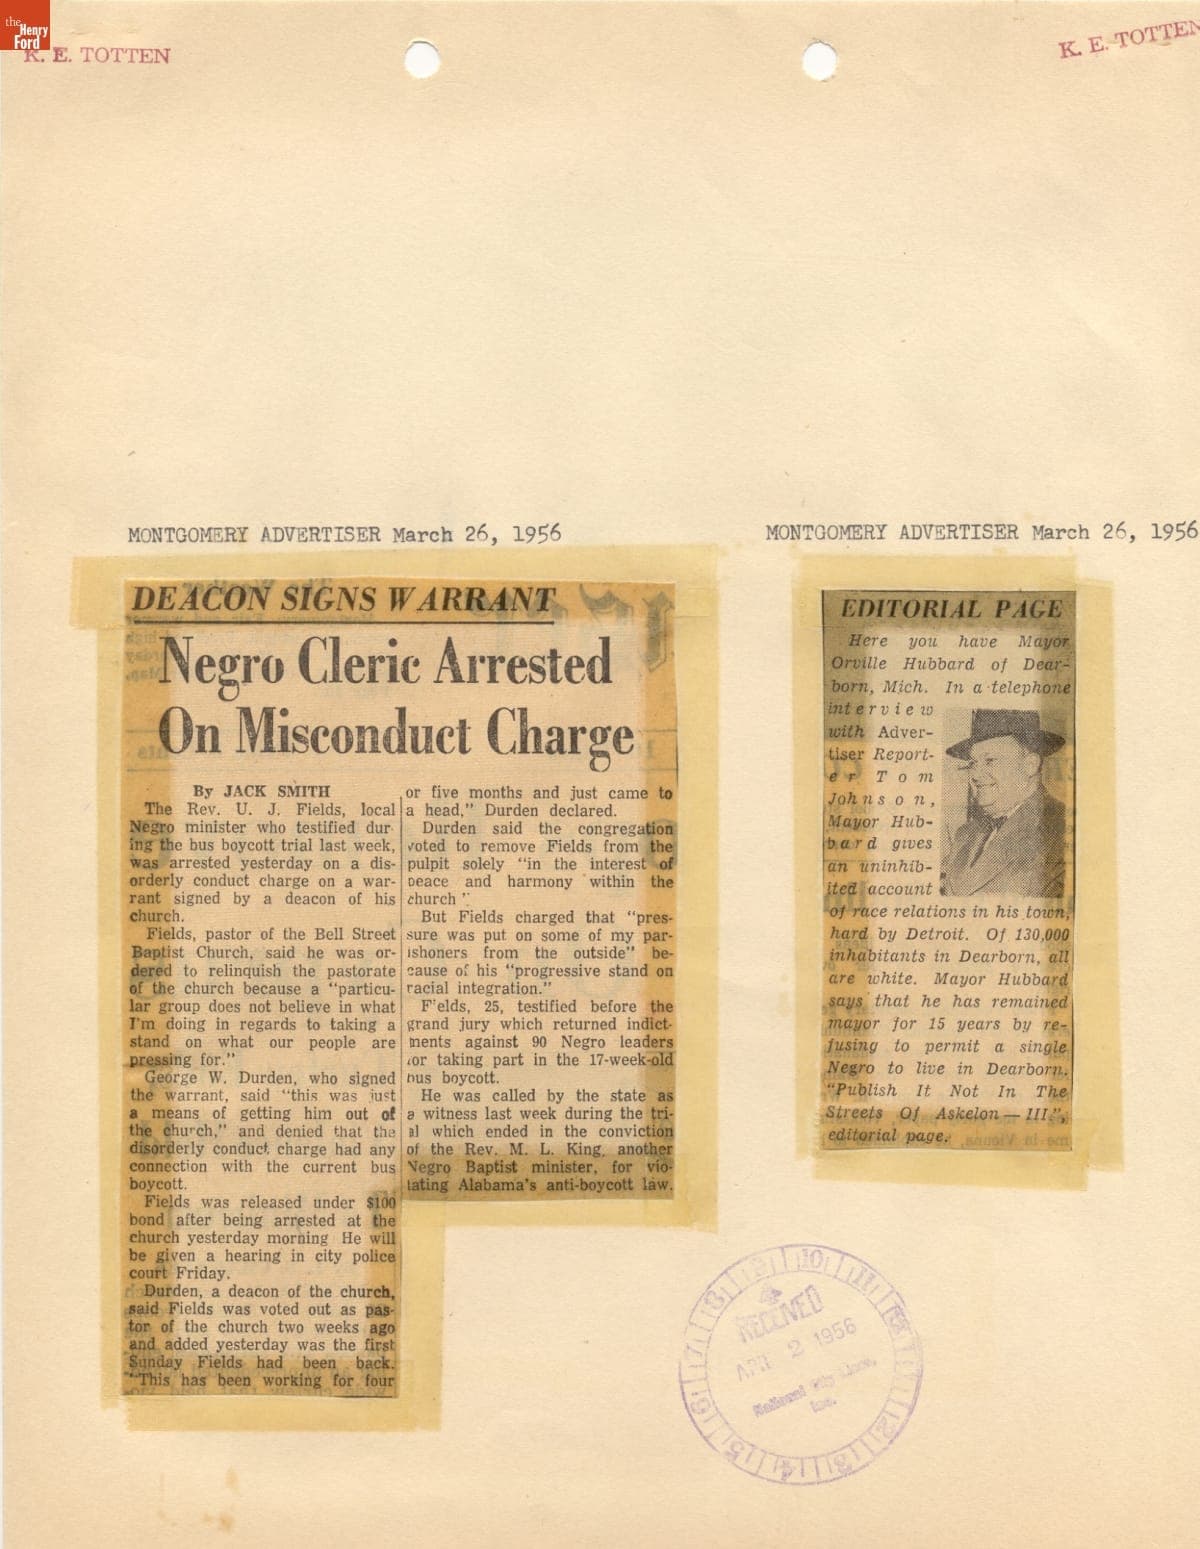 the
Henry
Ford
K. E. TOTTEN
K. E. TOTTEN
MONTGOMERY ADVERTISER March 26, 1956
DEACON SIGNS WARRANT
Negro Cleric Arrested
On Misconduct Charge
By JACK SMITH
The Rev. U. J. Fields, local
Negro minister who testified dur-
ing the bus boycott trial last week,
was arrested yesterday on a dis-
orderly conduct charge on a war-
rant signed by a deacon of his
church.
Fields, pastor of the Bell Street
Baptist Church, said he was or-
dered to relinquish the pastorate
of the church because a "particu-
lar group does not believe in what
I'm doing in regards to taking a
stand on what our people are
pressing for."
George W. Durden, who signed
the warrant, said "this was just
a means of getting him out of
the church," and denied that the
disorderly conduct charge had any
connection with the current bus
boycott.
Fields was released under $100
bond after being arrested at the
church yesterday morning He will
be given a hearing in city police
court Friday.
Durden, a deacon of the church,
said Fields was voted out as pas-
tor of the church two weeks ago
and added yesterday was the first
Sunday Fields had been back.
"This has been working for four
or five months and just came to
a head," Durden declared.
Durden said the congregation
voted to remove Fields from the
pulpit solely "in the interest of
peace and harmony within the
church "
But Fields charged that "pres-
sure was put on some of my par-
ishoners from the outside" be-
cause of his "progressive stand on
racial integration."
Fields, 25, testified before the
grand jury which returned indict-
ments against 90 Negro leaders
for taking part in the 17-week-old
bus boycott.
He was called by the state as
a witness last week during the tri-
al which ended in the conviction
of the Rev. M. L. King, another
Negro Baptist minister, for vio-
lating Alabama's anti-boycott law.
MONTGOMERY ADVERTISER March 26, 1956
EDITORIAL PAGE
Here you have Mayor
Orville Hubbard of Dear-
born, Mich. In a telephone
interview
with Adver-
tiser Report-
er Tom
Johnson,
Mayor Hub-
bard gives
an uninhib-
ited account
of race relations in his town,
hard by Detroit. Of 130,000
inhabitants in Dearborn, all
are white. Mayor Hubbard
says that he has remained
mayor for 15 years by re-
fusing to permit a single
Negro to live in Dearborn.
"Publish It Not In The
Streets Of Askelon—III",
editorial page.
RECEIVED
APR 2 1956
National City Lines,
Inc.